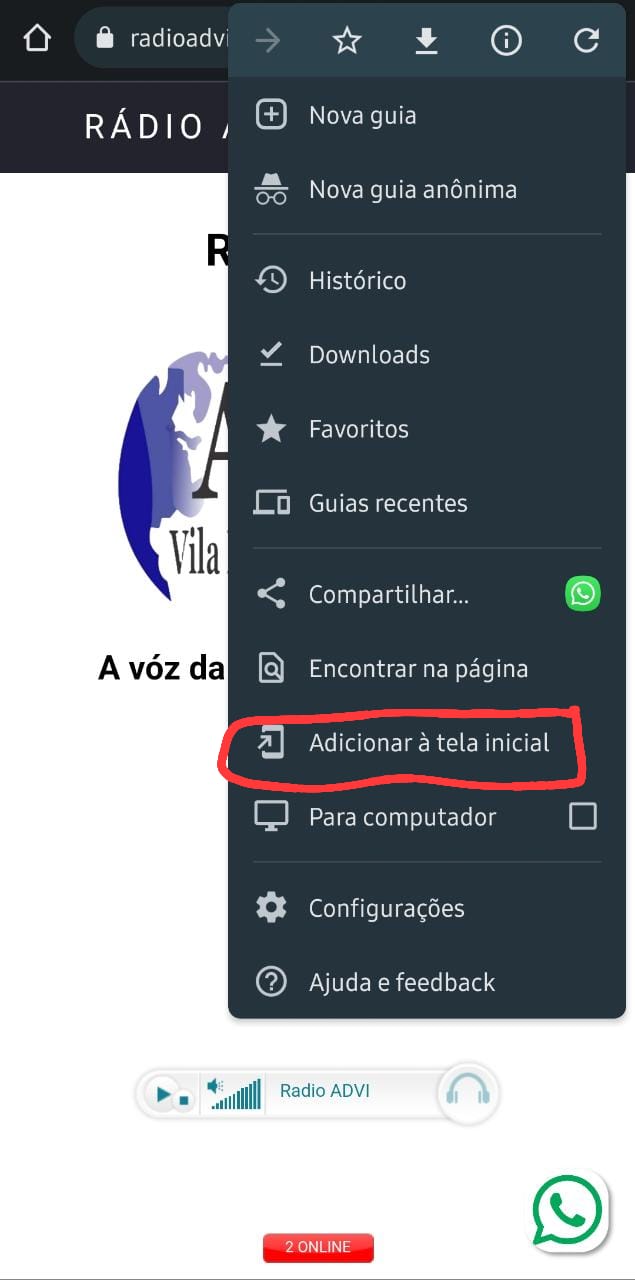 radioadvi
RÁDIO A
Nova guia
Nova guia anônima
R
Histórico
Downloads
Favoritos
Guias recentes
A
Vila
Compartilhar...
Encontrar na página
A vóz da
Adicionar à tela inicial
Para computador
Configurações
Ajuda e feedback
Radio ADVI
2 ONLINE